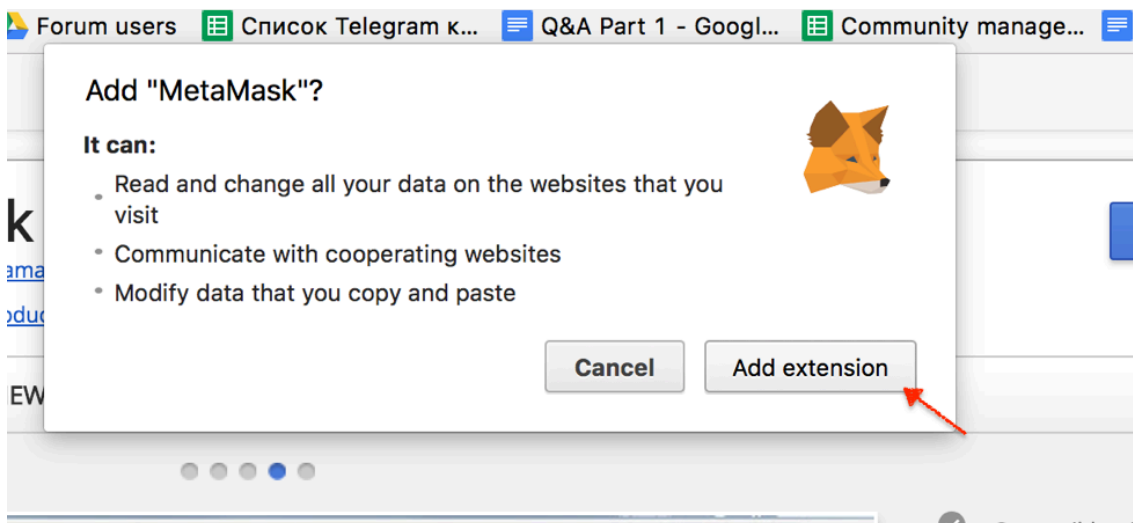 Forum users Список Telegram к... Q&A Part 1 - Googl... Community manage...
Add "MetaMask"?
It can:
Read and change all your data on the websites that you
visit
Communicate with cooperating websites
Modify data that you copy and paste
Cancel Add extension
k
ama
oduc
EW